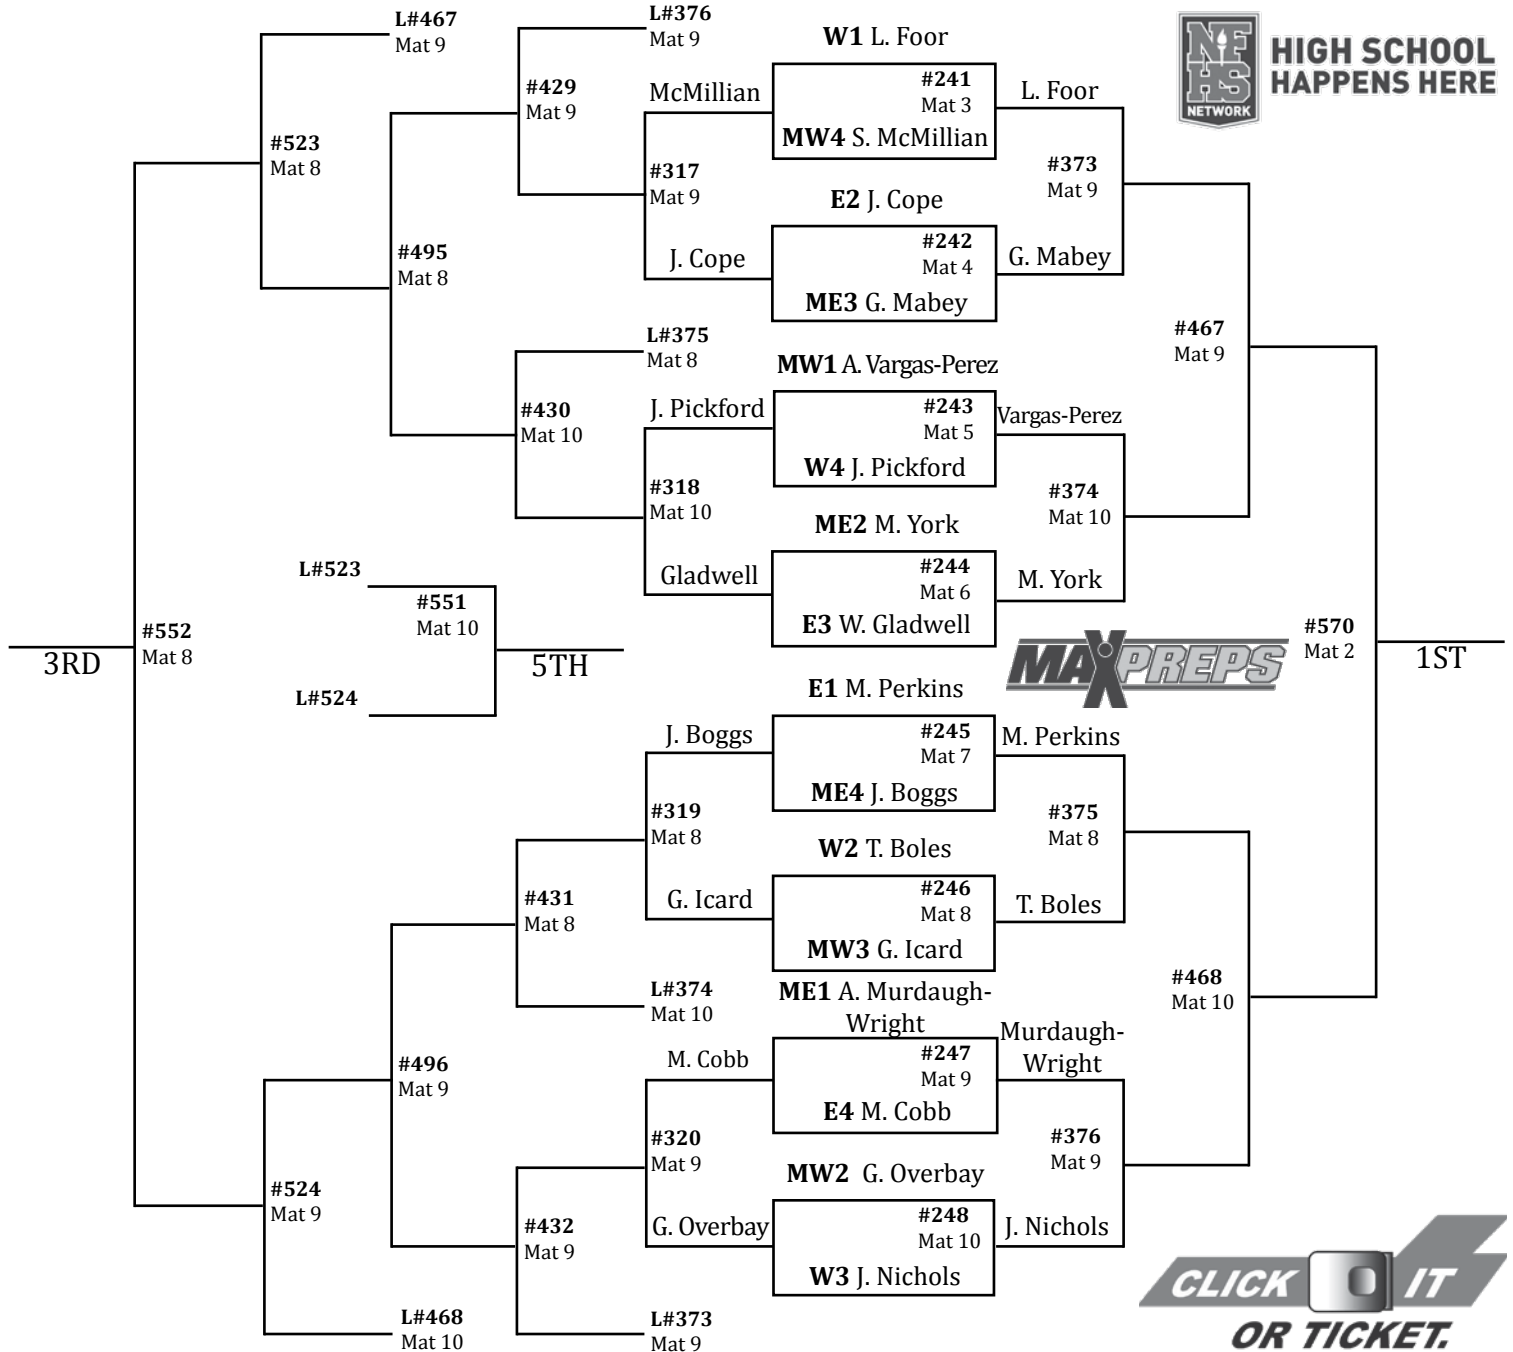 L#467
Mat 9
L#376
Mat 9
W1 L. Foor
NF
HS
NETWORK
HIGH SCHOOL
HAPPENS HERE
#429
Mat 9
McMillian
#241
Mat 3
L. Foor
MW4 S. McMillian
#523
Mat 8
#317
Mat 9
#373
Mat 9
E2 J. Cope
#495
Mat 8
J. Cope
#242
Mat 4
G. Mabey
ME3 G. Mabey
L#375
Mat 8
#467
Mat 9
MW1 A. Vargas-Perez
#430
Mat 10
J. Pickford
#243
Mat 5
Vargas-Perez
W4 J. Pickford
#318
Mat 10
#374
Mat 10
ME2 M. York
L#523
Gladwell
#244
Mat 6
M. York
#551
Mat 10
E3 W. Gladwell
#552
Mat 8
3RD
5TH
MAXPREPS
#570
Mat 2
1ST
L#524
E1 M. Perkins
J. Boggs
#245
Mat 7
M. Perkins
ME4 J. Boggs
#319
Mat 8
#375
Mat 8
W2 T. Boles
#431
Mat 8
G. Icard
#246
Mat 8
T. Boles
MW3 G. Icard
L#374
Mat 10
ME1 A. Murdaugh-
Wright
#468
Mat 10
#496
Mat 9
M. Cobb
#247
Mat 9
Murdaugh-
Wright
E4 M. Cobb
#320
Mat 9
#376
Mat 9
MW2 G. Overbay
#524
Mat 9
#432
Mat 9
G. Overbay
#248
Mat 10
J. Nichols
W3 J. Nichols
L#468
Mat 10
L#373
Mat 9
CLICK IT
OR TICKET.